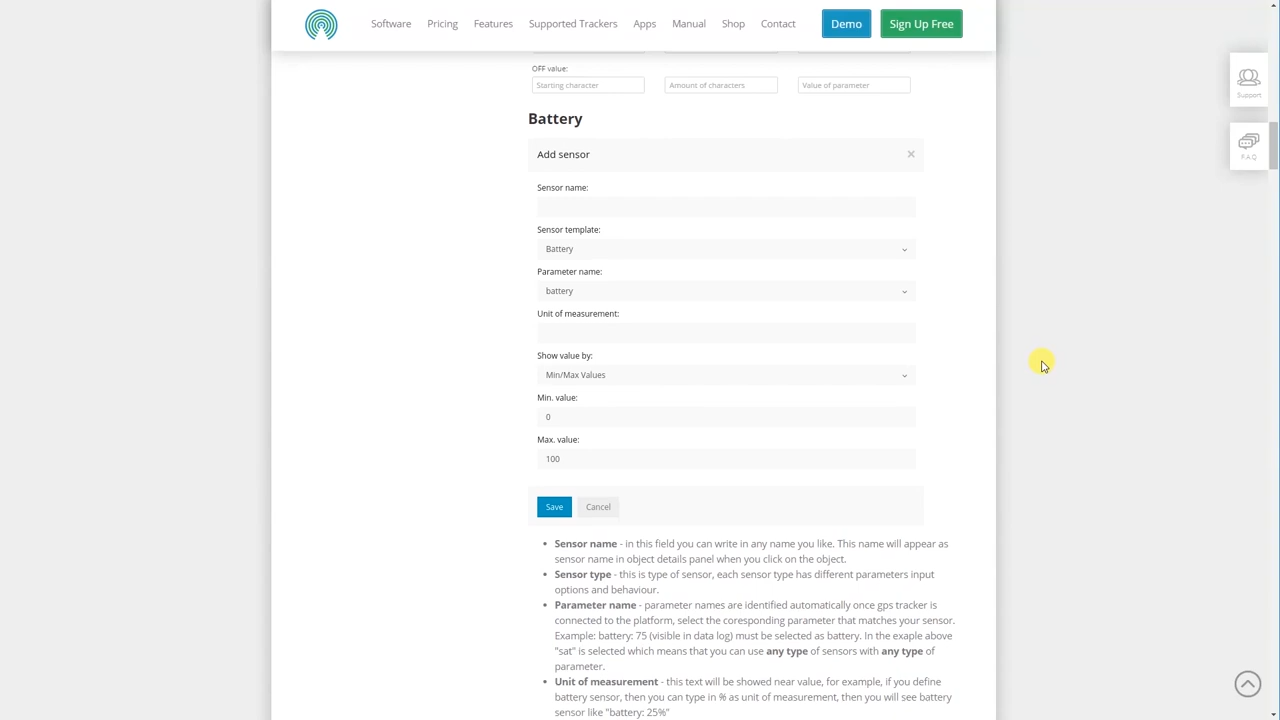 Software Pricing Features Supported Trackers Apps Manual Shop Contact Demo Sign Up Free
OFF value:
Starting character Amount of characters Value of parameter
Support
FAQ
Battery
Add sensor
Sensor name:
Sensor template:
Battery
Parameter name:
battery
Unit of measurement:
Show value by:
Min/Max Values
Min. value:
0
Max. value:
100
Save Cancel
• Sensor name - in this field you can write in any name you like. This name will appear as
sensor name in object details panel when you click on the object.
• Sensor type - this is type of sensor, each sensor type has different parameters input
options and behaviour.
• Parameter name - parameter names are identified automatically once gps tracker is
connected to the platform, select the coresponding parameter that matches your sensor.
Example: battery: 75 (visible in data log) must be selected as battery. In the exaple above
"sat" is selected which means that you can use any type of sensors with any type of
parameter.
• Unit of measurement - this text will be showed near value, for example, if you define
battery sensor, then you can type in % as unit of measurement, then you will see battery
sensor like "battery: 25%"